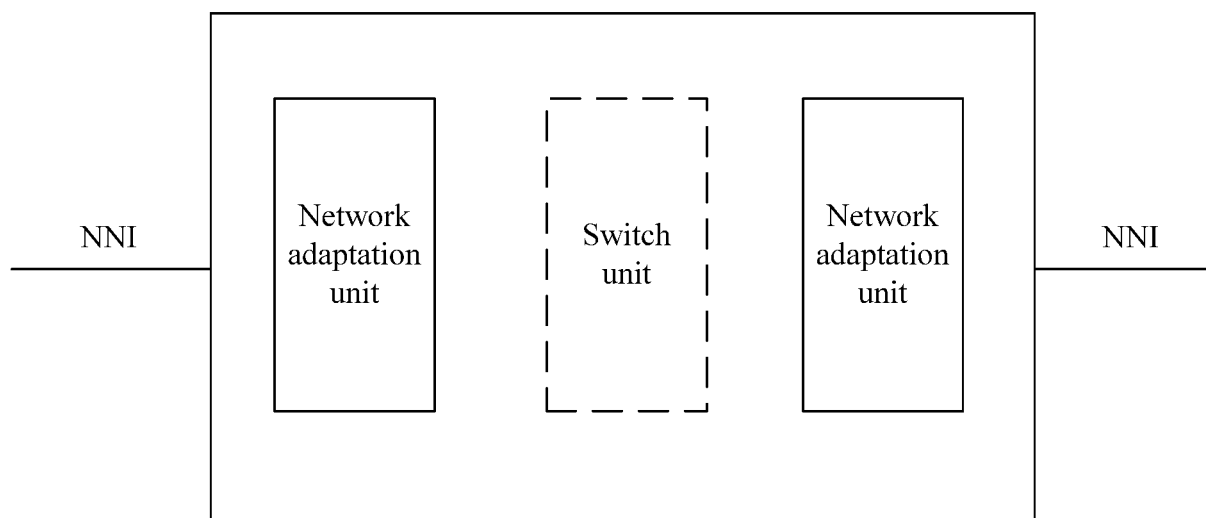 NNI
Network
adaptation
unit
Switch
unit
Network
adaptation
unit
NNI